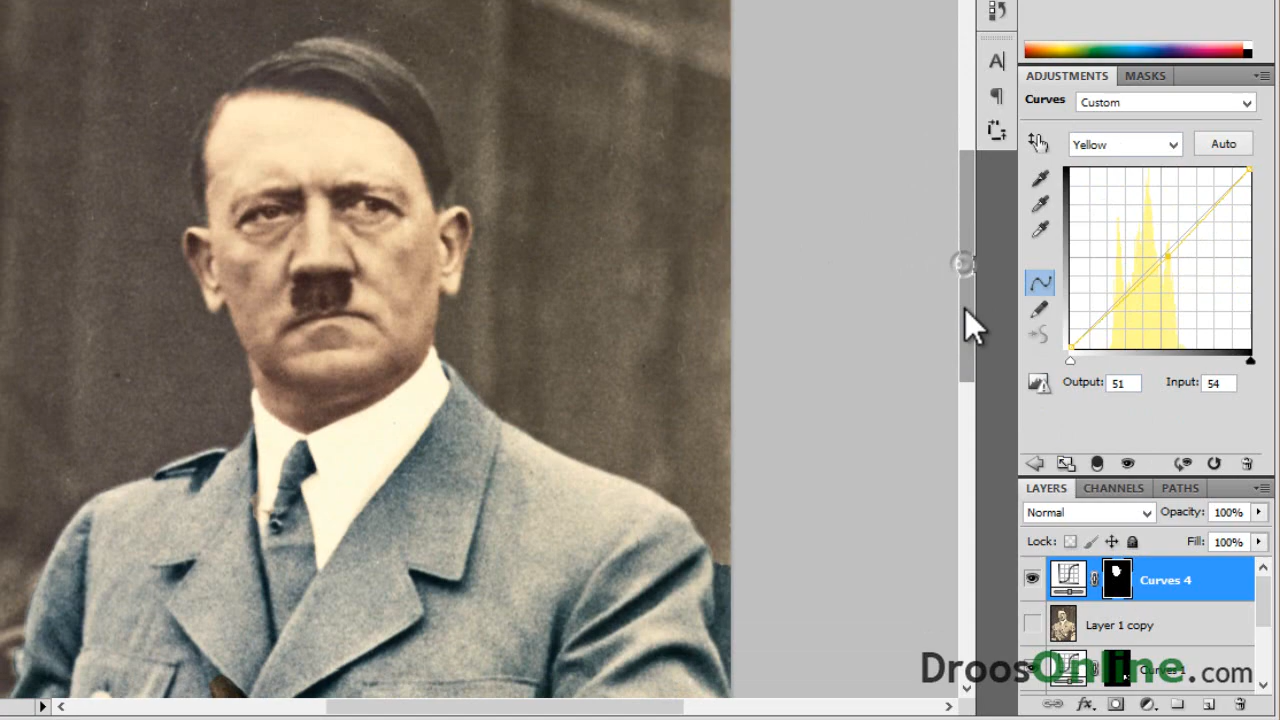 A
ADJUSTMENTS MASKS
Curves Custom
Yellow Auto
Output: 51 Input: 54
LAYERS CHANNELS PATHS
Normal Opacity: 100%
Lock: Fill: 100%
Curves 4
Layer 1 copy
DroosOnline.com
fx